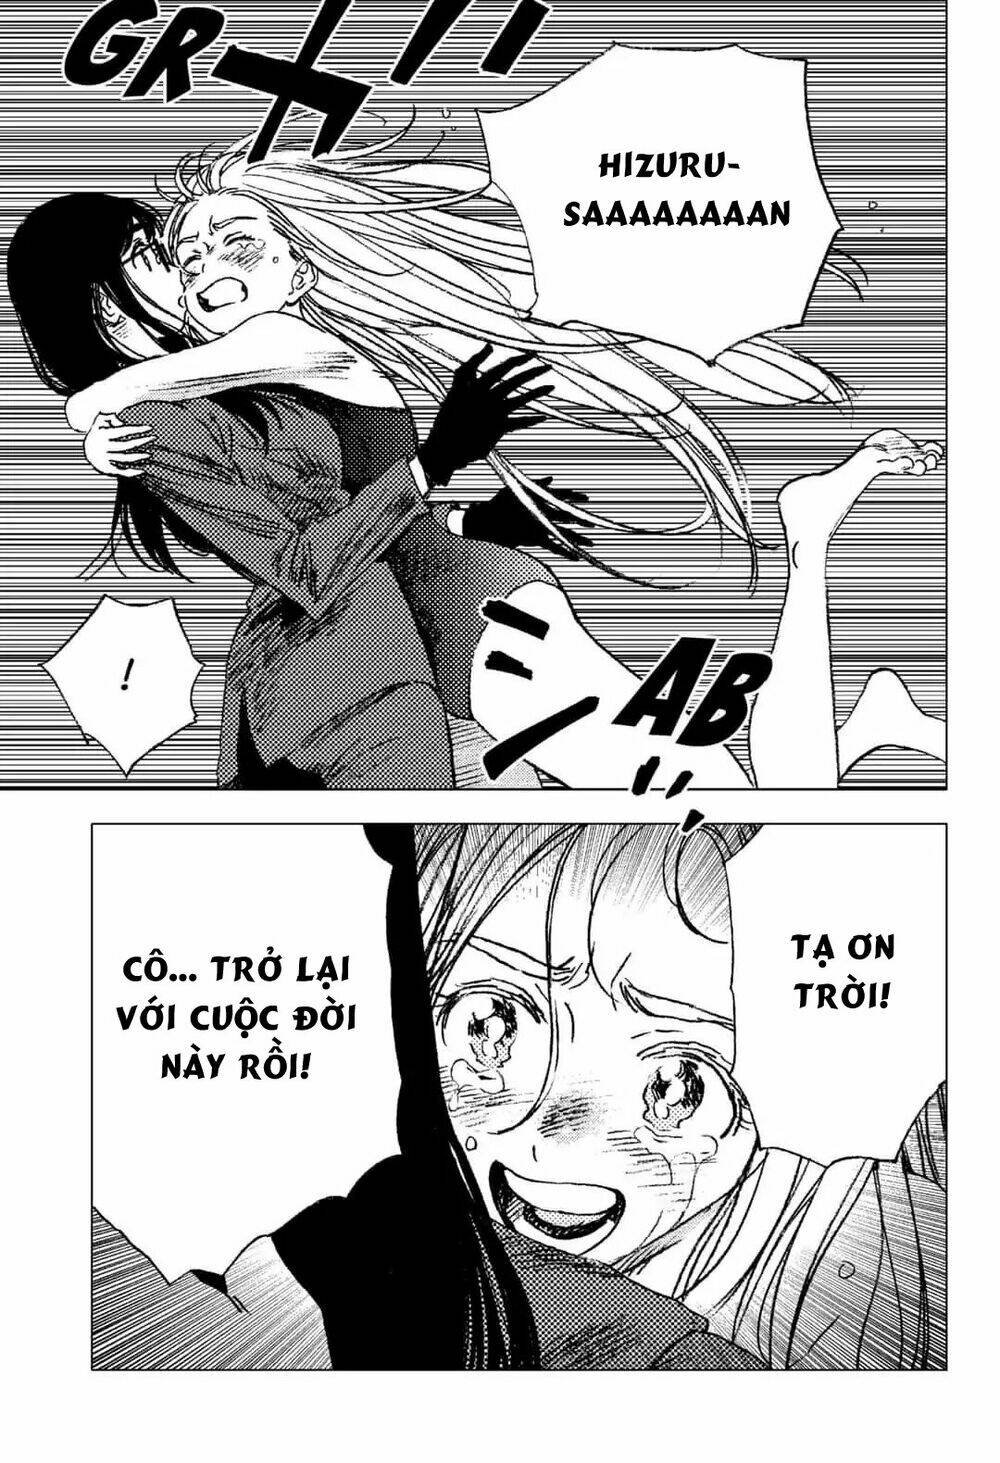 GR
HIZURU-
SAAAAAAAAN
!
AB
TẠ ƠN
TRỜI!
CÔ... TRỞ LẠI
VỚI CUỘC ĐỜI
NÀY RỒI!